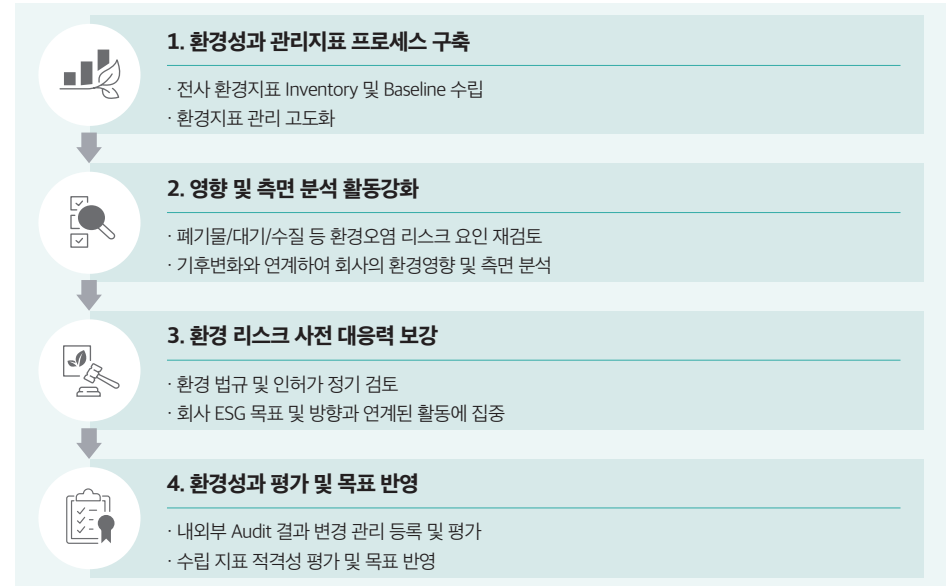 1. 환경성과 관리지표 프로세스 구축
· 전사 환경지표 Inventory 및 Baseline 수립
· 환경지표 관리 고도화
2. 영향 및 측면 분석 활동강화
· 폐기물/대기/수질 등 환경오염 리스크 요인 재검토
· 기후변화와 연계하여 회사의 환경영향 및 측면 분석
3. 환경 리스크 사전 대응력 보강
· 환경 법규 및 인허가 정기 검토
· 회사 ESG 목표 및 방향과 연계된 활동에 집중
4. 환경성과 평가 및 목표 반영
· 내외부 Audit 결과 변경 관리 등록 및 평가
· 수립 지표 적격성 평가 및 목표 반영